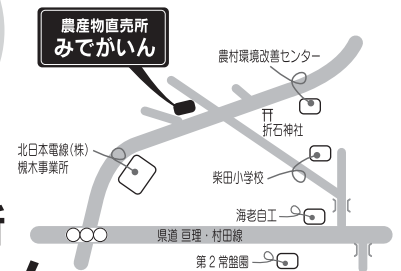 農産物直売所
みでがいん
農村環境改善センター
折石神社
北日本電線(株)
槻木事業所
柴田小学校
海老自工
県道 亘理・村田線
第2常盤園